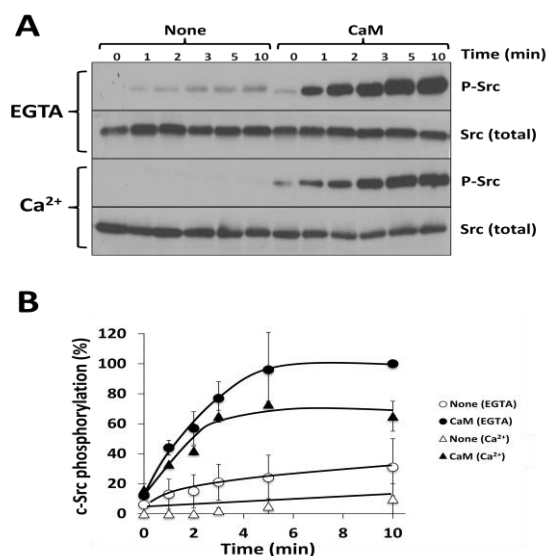 A
None CaM
0 1 2 3 5 10 0 1 2 3 5 10 Time (min)
EGTA
P-Src
Src (total)
Ca²⁺
P-Src
Src (total)
B
c-Src phosphorylation (%)
120
100
80
60
40
20
0
0 2 4 6 8 10
Time (min)
None (EGTA)
CaM (EGTA)
None (Ca²⁺)
CaM (Ca²⁺)